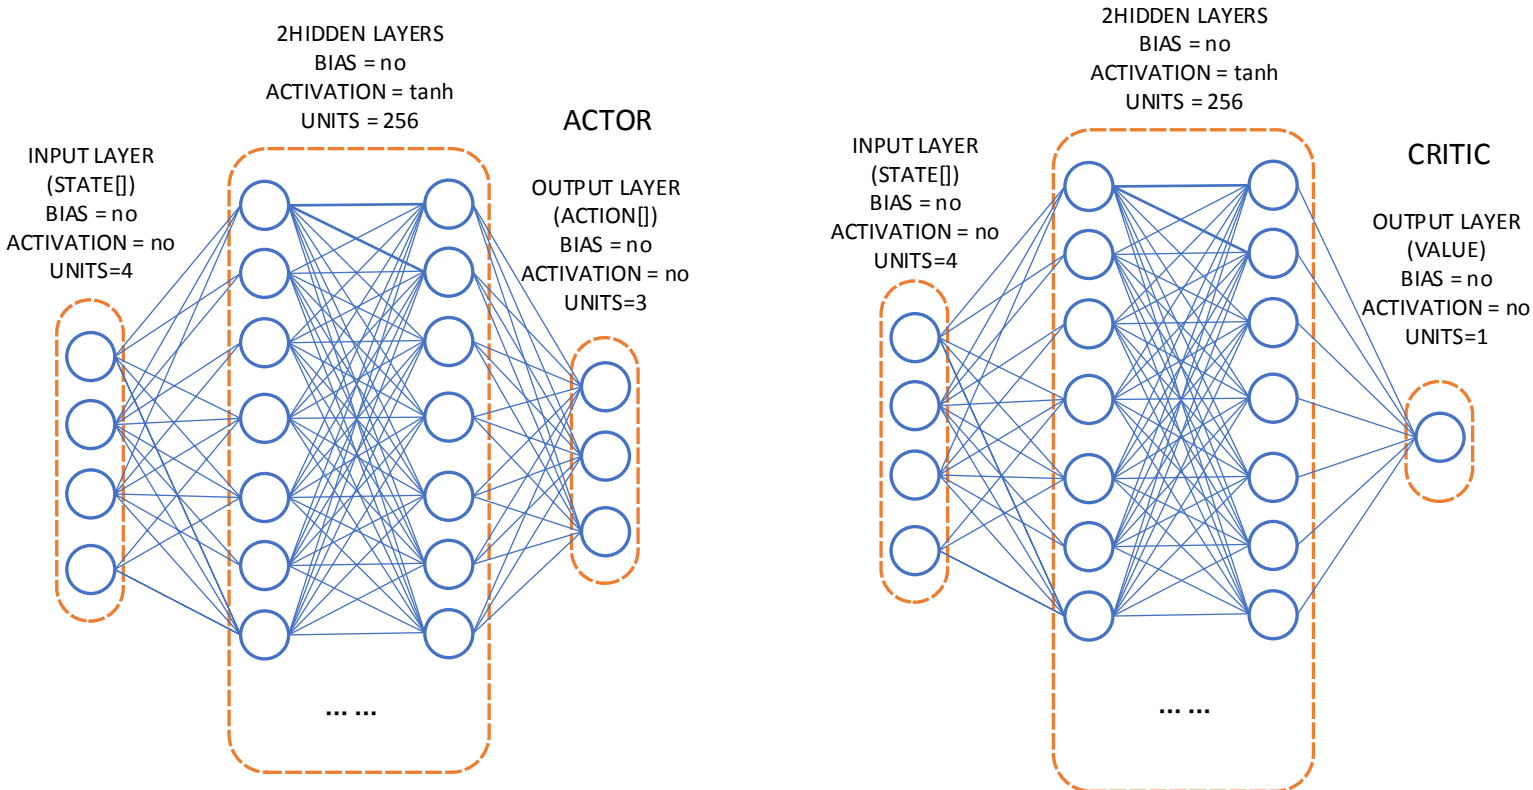 2HIDDEN LAYERS
BIAS = no
ACTIVATION = tanh
UNITS = 256
ACTOR
INPUT LAYER
(STATE[])
BIAS = no
ACTIVATION = no
UNITS=4
OUTPUT LAYER
(ACTION[])
BIAS = no
ACTIVATION = no
UNITS=3
... ...
2HIDDEN LAYERS
BIAS = no
ACTIVATION = tanh
UNITS = 256
CRITIC
INPUT LAYER
(STATE[])
BIAS = no
ACTIVATION = no
UNITS=4
OUTPUT LAYER
(VALUE)
BIAS = no
ACTIVATION = no
UNITS=1
... ...